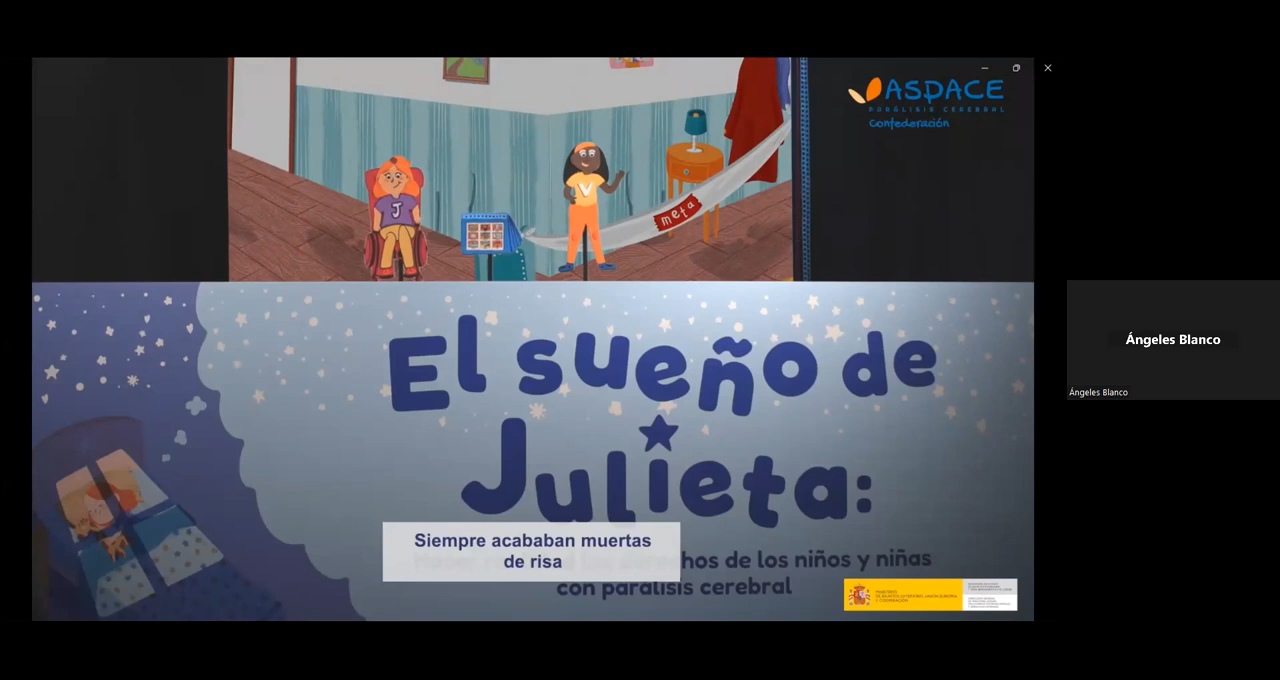 ASPACE
PARÁLISIS CEREBRAL
Confederación
J
V
meta
El sueño de
Julieta:
Siempre acababan muertas
de risa
chos de los niños y niñas
con parálisis cerebral
Ángeles Blanco
Ángeles Blanco